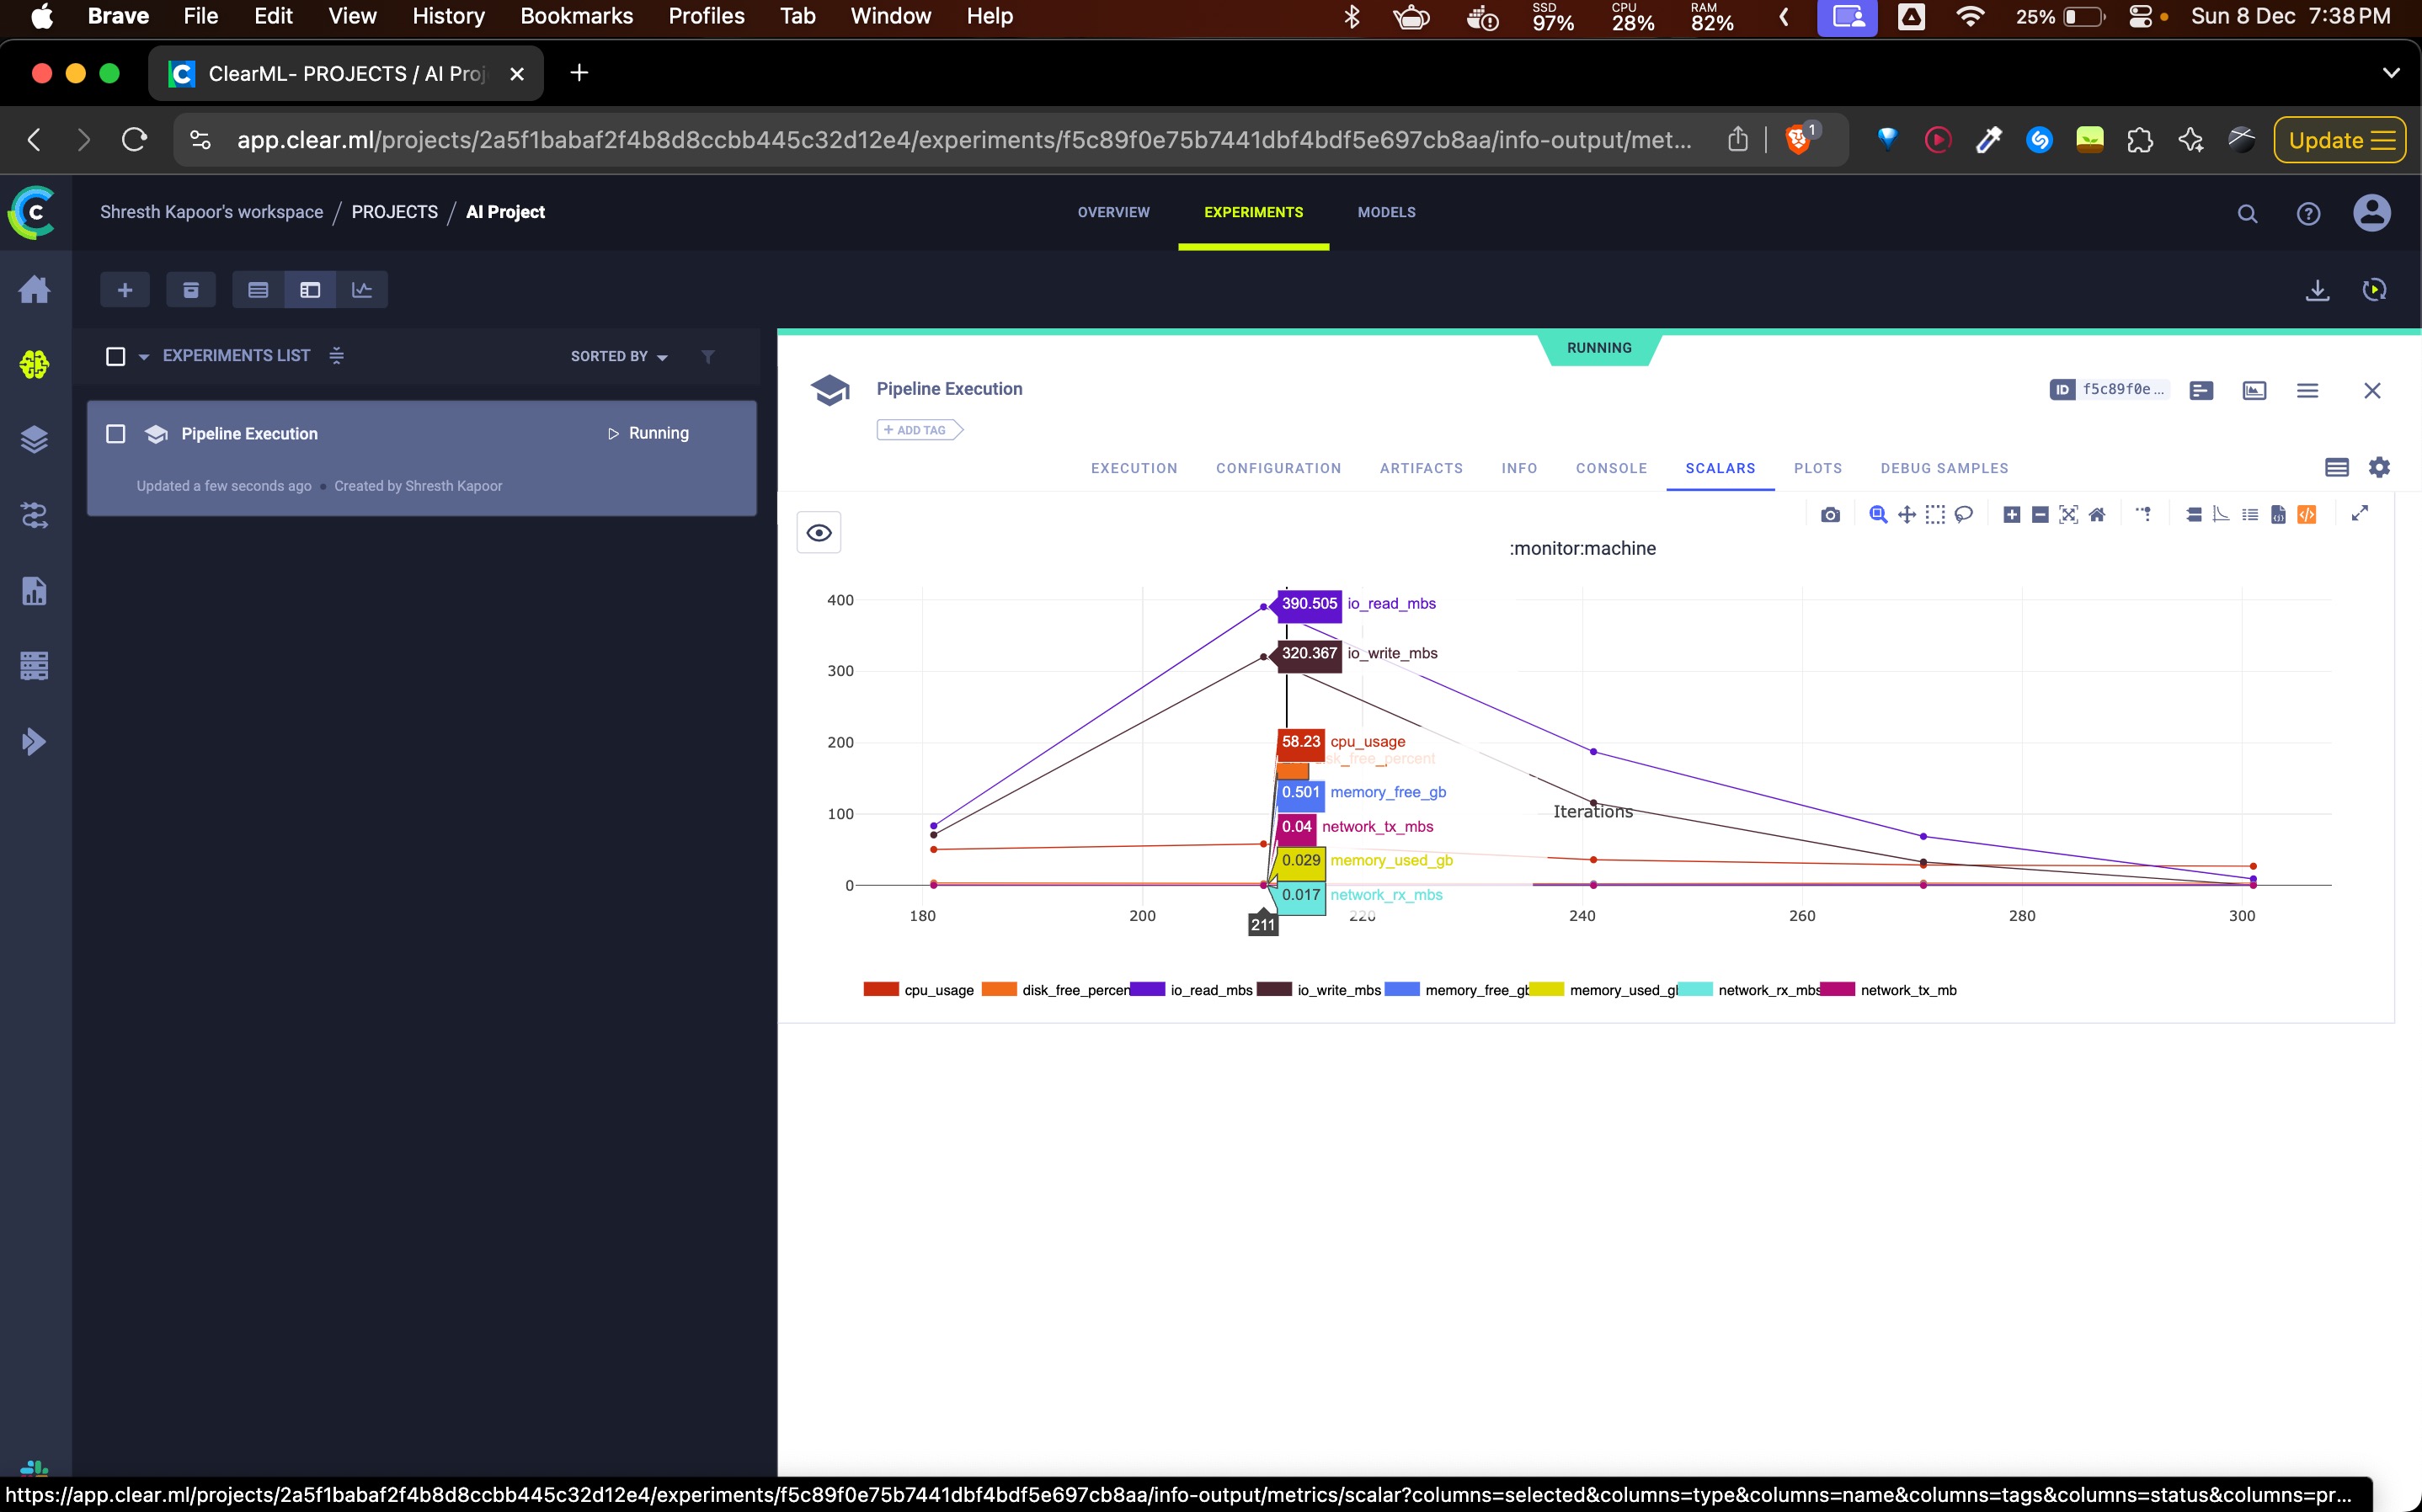 Brave File Edit View History Bookmarks Profiles Tab Window Help SSD 97% CPU 28% RAM 82% 25% Sun 8 Dec 7:38 PM
ClearML- PROJECTS / AI Proj
app.clear.ml/projects/2a5f1babaf2f4b8d8ccbb445c32d12e4/experiments/f5c89f0e75b7441dbf4bdf5e697cb8aa/info-output/met... 1 Update
Shresth Kapoor's workspace / PROJECTS / AI Project OVERVIEW EXPERIMENTS MODELS
EXPERIMENTS LIST SORTED BY
RUNNING
Pipeline Execution ID f5c89f0e...
+ ADD TAG
Pipeline Execution Running
Updated a few seconds ago • Created by Shresth Kapoor
EXECUTION CONFIGURATION ARTIFACTS INFO CONSOLE SCALARS PLOTS DEBUG SAMPLES
:monitor:machine
400
300
200
100
0
390.505 io_read_mbs
320.367 io_write_mbs
58.23 cpu_usage
disk_free_percent
0.501 memory_free_gb
0.04 network_tx_mbs
0.029 memory_used_gb
0.017 network_rx_mbs
Iterations
180 200 211 220 240 260 280 300
cpu_usage disk_free_percen io_read_mbs io_write_mbs memory_free_gb memory_used_gl network_rx_mbs network_tx_mb
https://app.clear.ml/projects/2a5f1babaf2f4b8d8ccbb445c32d12e4/experiments/f5c89f0e75b7441dbf4bdf5e697cb8aa/info-output/metrics/scalar?columns=selected&columns=type&columns=name&columns=tags&columns=status&columns=pr...